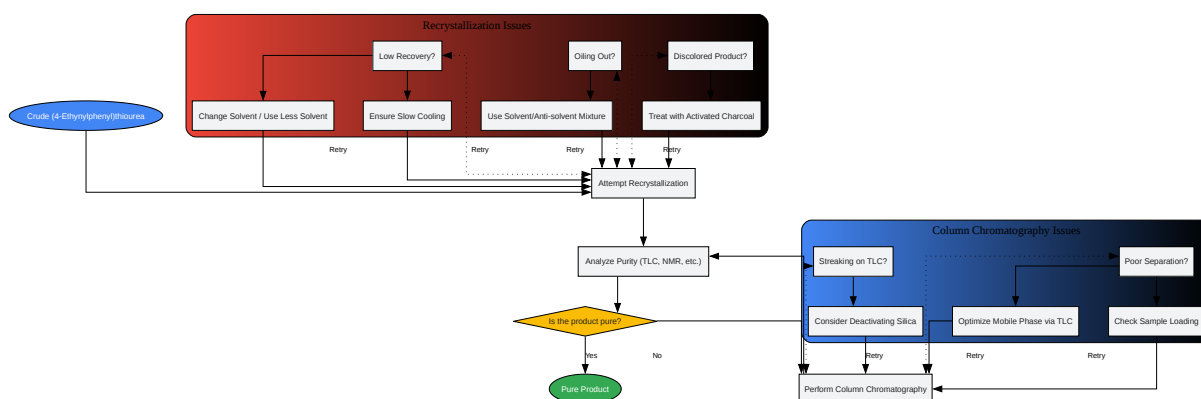 Recrystallization Issues
Low Recovery?
Oiling Out?
Discolored Product?
Crude (4-Ethynylphenyl)thiourea
Change Solvent / Use Less Solvent
Ensure Slow Cooling
Use Solvent/Anti-solvent Mixture
Treat with Activated Charcoal
Retry
Retry
Retry
Retry
Attempt Recrystallization
Column Chromatography Issues
Analyze Purity (TLC, NMR, etc.)
Streaking on TLC?
Poor Separation?
Is the product pure?
Consider Deactivating Silica
Optimize Mobile Phase via TLC
Check Sample Loading
Yes
No
Retry
Retry
Retry
Pure Product
Perform Column Chromatography